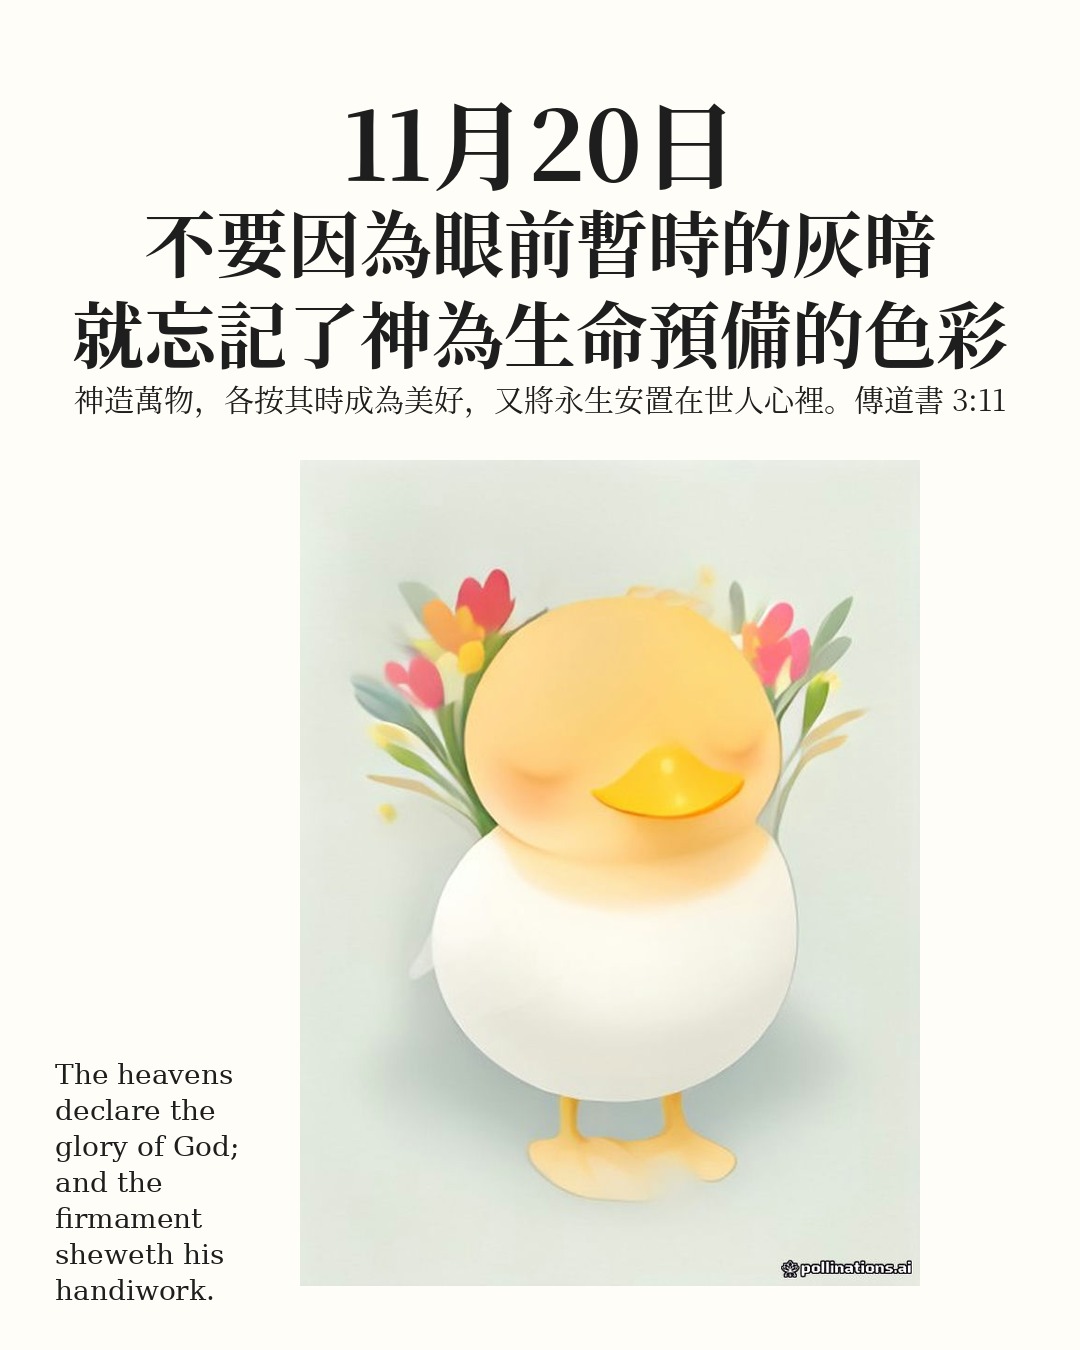 11月20日
不要因為眼前暫時的灰暗
就忘記了神為生命預備的色彩
神造萬物，各按其時成為美好，又將永生安置在世人心裡。傳道書 3:11
The heavens
declare the
glory of God;
and the
firmament
sheweth his
handiwork.
pollinations.ai